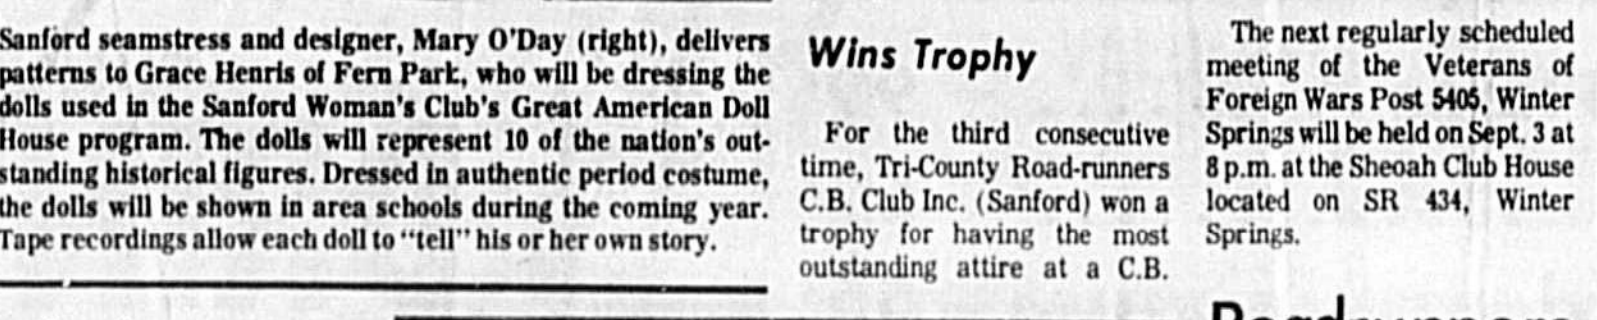 Sanford seamstress and designer, Mary O'Day (right), delivers
patterns to Grace Henris of Fern Park, who will be dressing the
dolls used in the Sanford Woman's Club's Great American Doll
House program. The dolls will represent 10 of the nation's out-
standing historical figures. Dressed in authentic period costume,
the dolls will be shown in area schools during the coming year.
Tape recordings allow each doll to "tell" his or her own story.
Wins Trophy
For the third consecutive
time, Tri-County Road-runners
C.B. Club Inc. (Sanford) won a
trophy for having the most
outstanding attire at a C.B.
The next regularly scheduled
meeting of the Veterans of
Foreign Wars Post 5405, Winter
Springs will be held on Sept. 3 at
8 p.m. at the Sheoah Club House
located on SR 434, Winter
Springs.